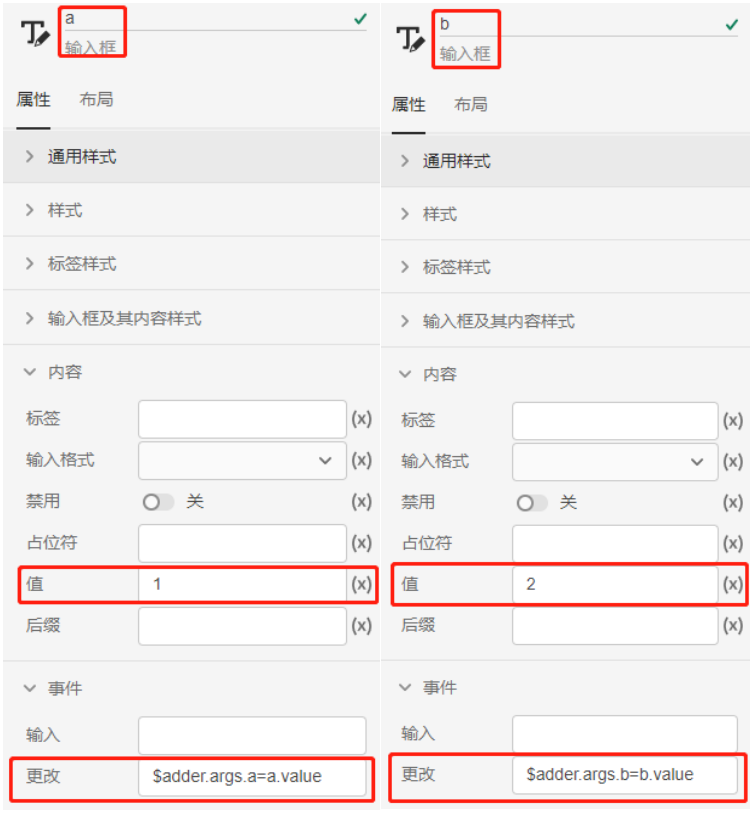 a
输入框
属性 布局
通用样式
样式
标签样式
输入框及其内容样式
内容
标签 (x)
输入格式 (x)
禁用 关 (x)
占位符 (x)
值 1 (x)
后缀 (x)
事件
输入
更改 $adder.args.a=a.value
b
输入框
属性 布局
通用样式
样式
标签样式
输入框及其内容样式
内容
标签 (x)
输入格式 (x)
禁用 关 (x)
占位符 (x)
值 2 (x)
后缀 (x)
事件
输入
更改 $adder.args.b=b.value